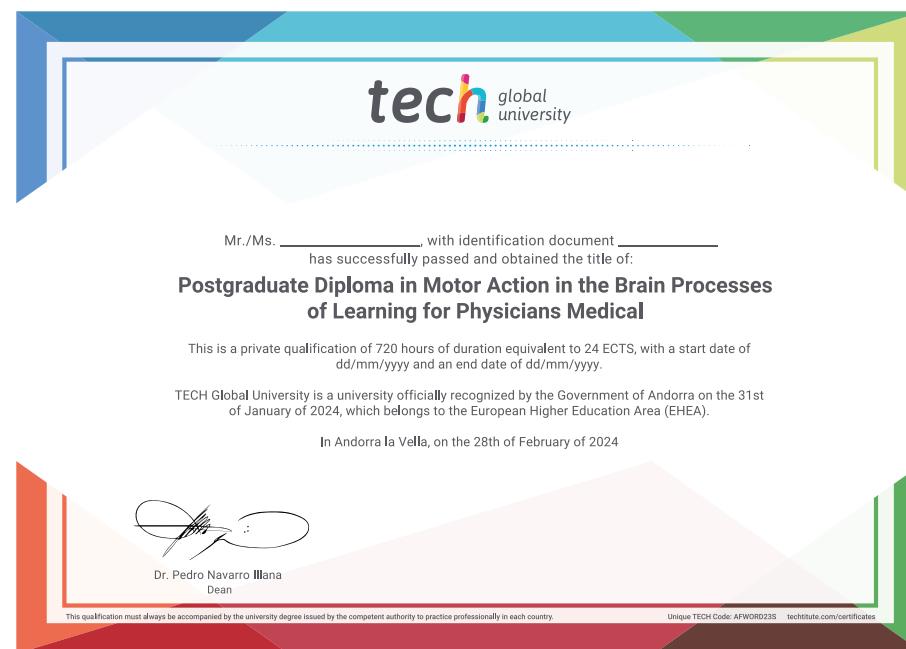 tech global
university
Mr./Ms. ____________, with identification document ____________
has successfully passed and obtained the title of:
Postgraduate Diploma in Motor Action in the Brain Processes
of Learning for Physicians Medical
This is a private qualification of 720 hours of duration equivalent to 24 ECTS, with a start date of
dd/mm/yyyy and an end date of dd/mm/yyyy.
TECH Global University is a university officially recognized by the Government of Andorra on the 31st
of January of 2024, which belongs to the European Higher Education Area (EHEA).
In Andorra la Vella, on the 28th of February of 2024
Dr. Pedro Navarro Illana
Dean
This qualification must always be accompanied by the university degree issued by the competent authority to practice professionally in each country.
Unique TECH Code: AFWORD23S techtitute.com/certificates